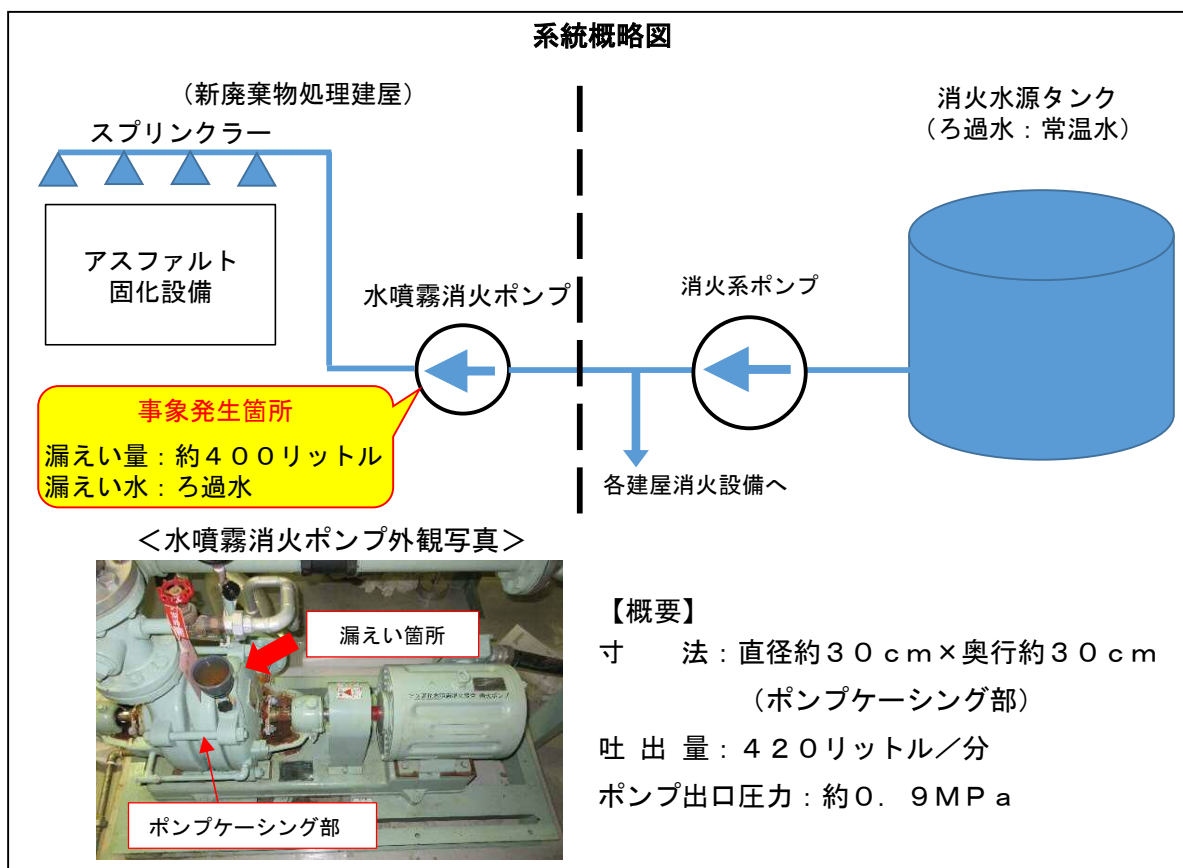 系統概略図
（新廃棄物処理建屋）
スプリンクラー
消火水源タンク
（ろ過水：常温水）
アスファルト
固化設備
水噴霧消火ポンプ
消火系ポンプ
事象発生箇所
漏えい量：約４００リットル
漏えい水：ろ過水
各建屋消火設備へ
＜水噴霧消火ポンプ外観写真＞
漏えい箇所
ポンプケーシング部
【概要】
寸　　法：直径約３０ｃｍ×奥行約３０ｃｍ
（ポンプケーシング部）
吐 出 量：４２０リットル／分
ポンプ出口圧力：約０．９ＭＰａ